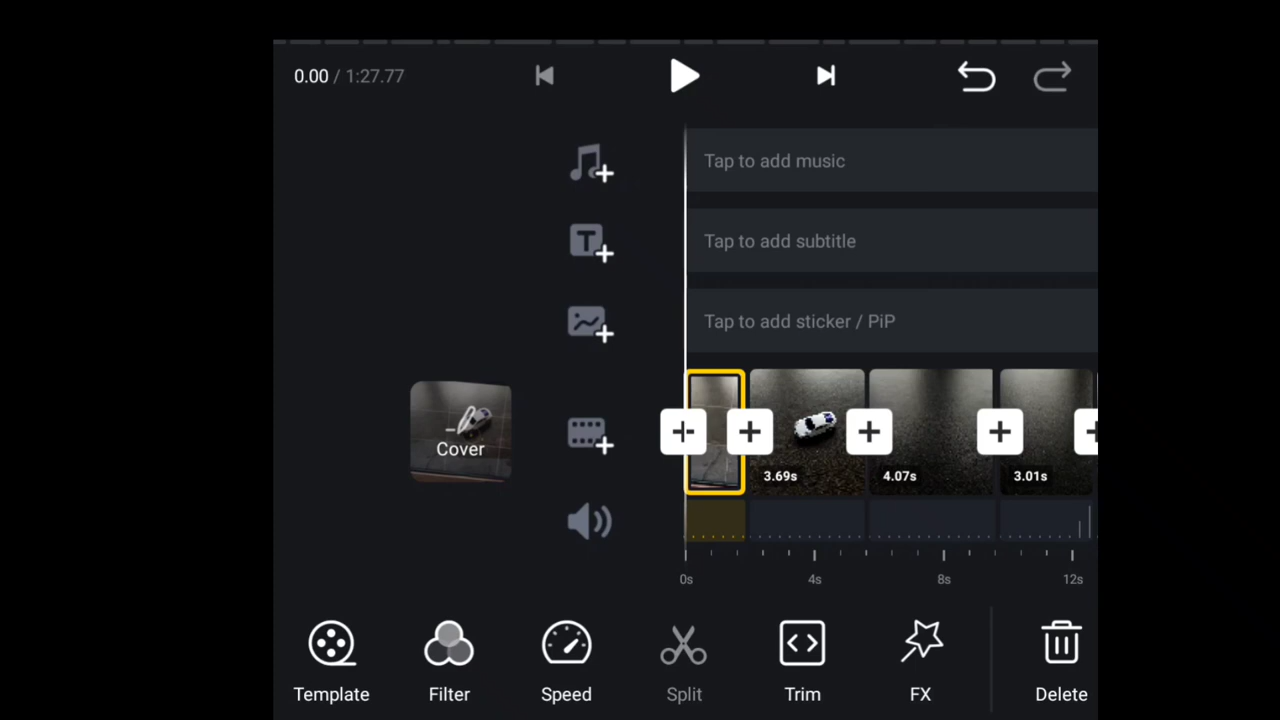 0.00 / 1:27.77
Tap to add music
Tap to add subtitle
Tap to add sticker / PiP
Cover
3.69s 4.07s 3.01s
0s 4s 8s 12s
Template Filter Speed Split Trim FX Delete